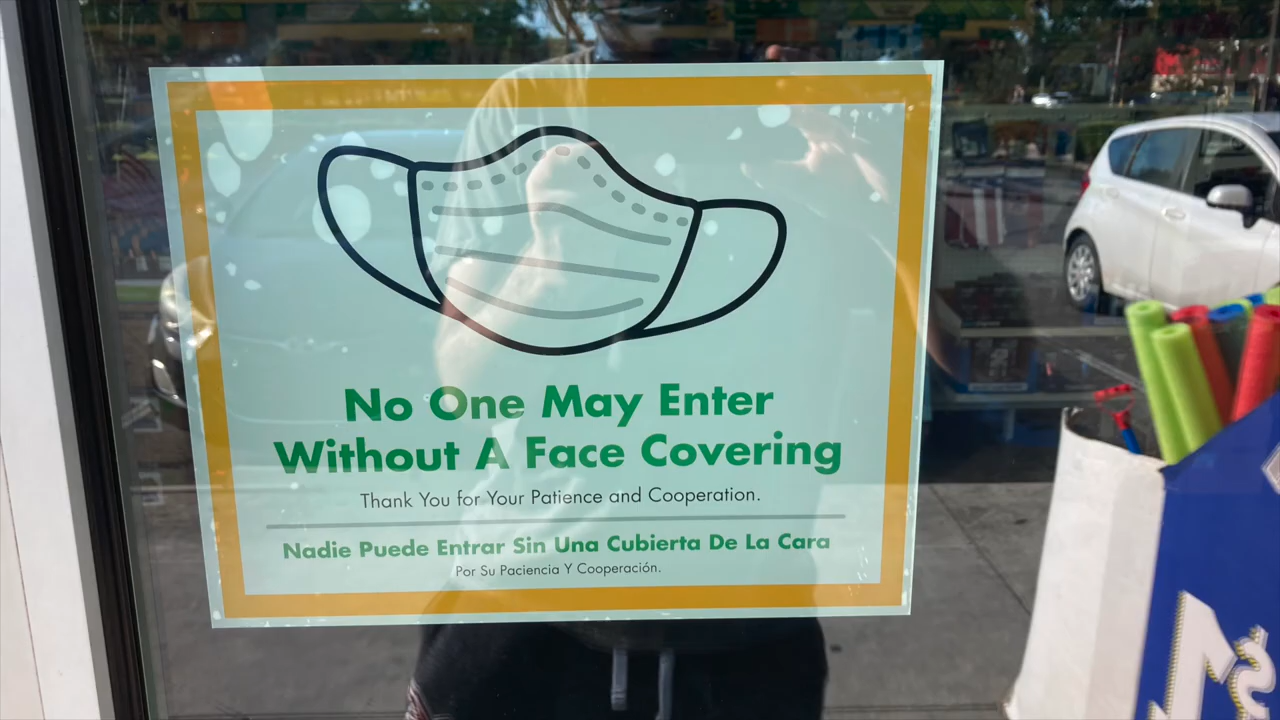 No One May Enter
Without A Face Covering
Thank You for Your Patience and Cooperation.
Nadie Puede Entrar Sin Una Cubierta De La Cara
Por Su Paciencia Y Cooperación.
$1